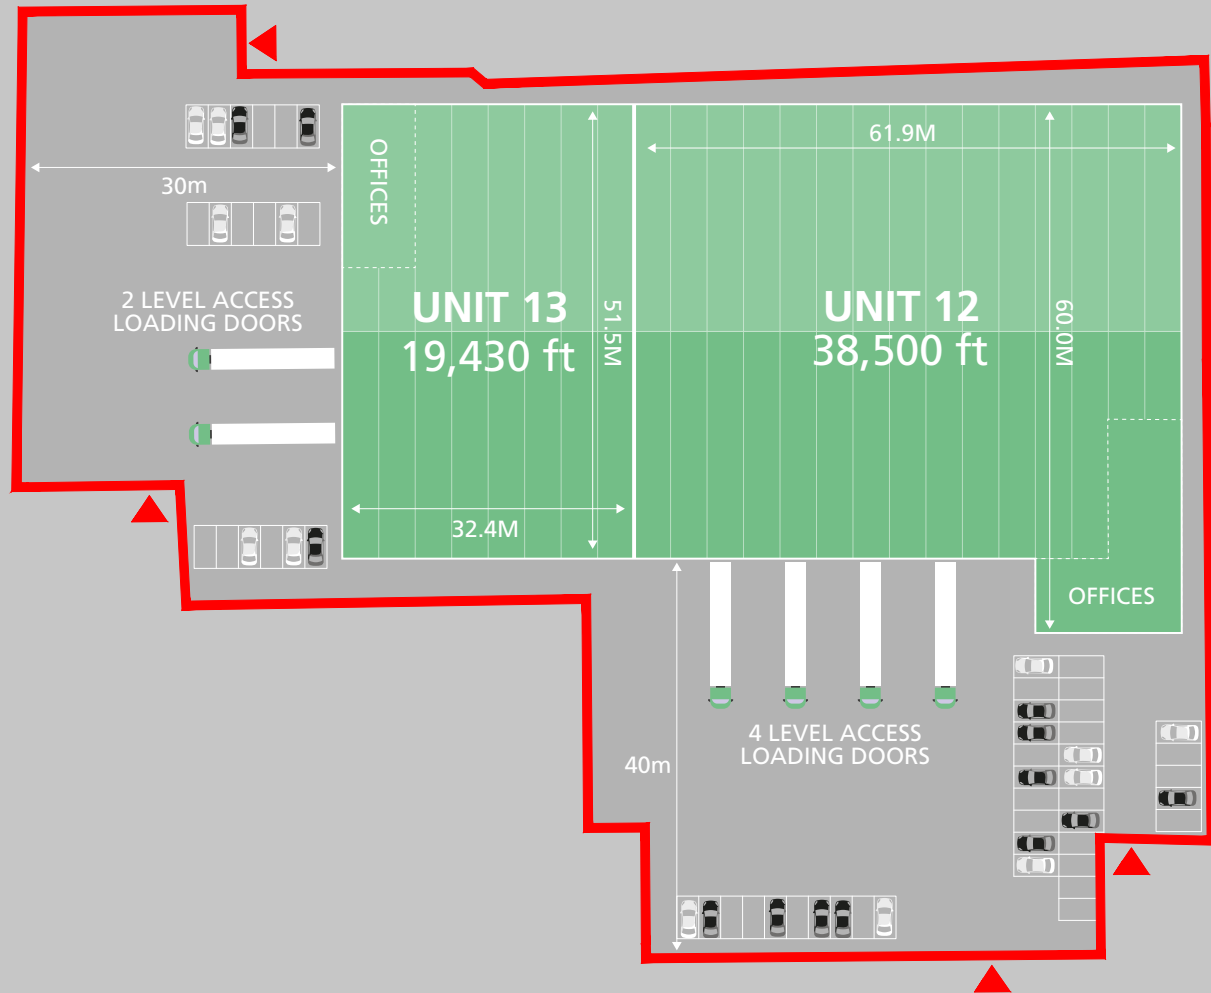 61.9M
OFFICES
30m
2 LEVEL ACCESS
LOADING DOORS
UNIT 13
19,430 ft
51.5M
UNIT 12
38,500 ft
60.0M
32.4M
OFFICES
4 LEVEL ACCESS
LOADING DOORS
40m